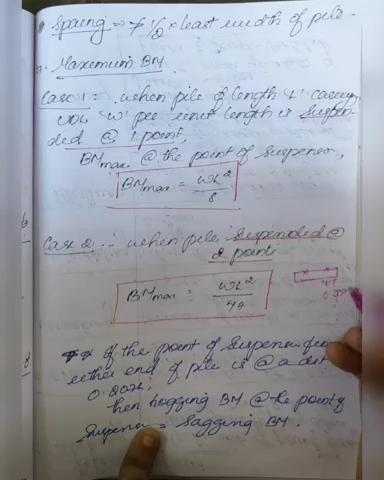 Spacing => ≯ 1/2 × least width of pile.
Maximum BM
Case 1 :- when pile of length 'L' carry
UDL 'w' per unit length is suspen-
ded @ 1 point,
BMmax @ the point of suspension,
BMmax = WL²/8
Case 2 :- when pile suspended @
2 point
BMmax = WL²/49
If the point of suspension from
either end of pile is @ a dist
0.207L,
then hogging BM @ the point of
suspension = sagging BM.